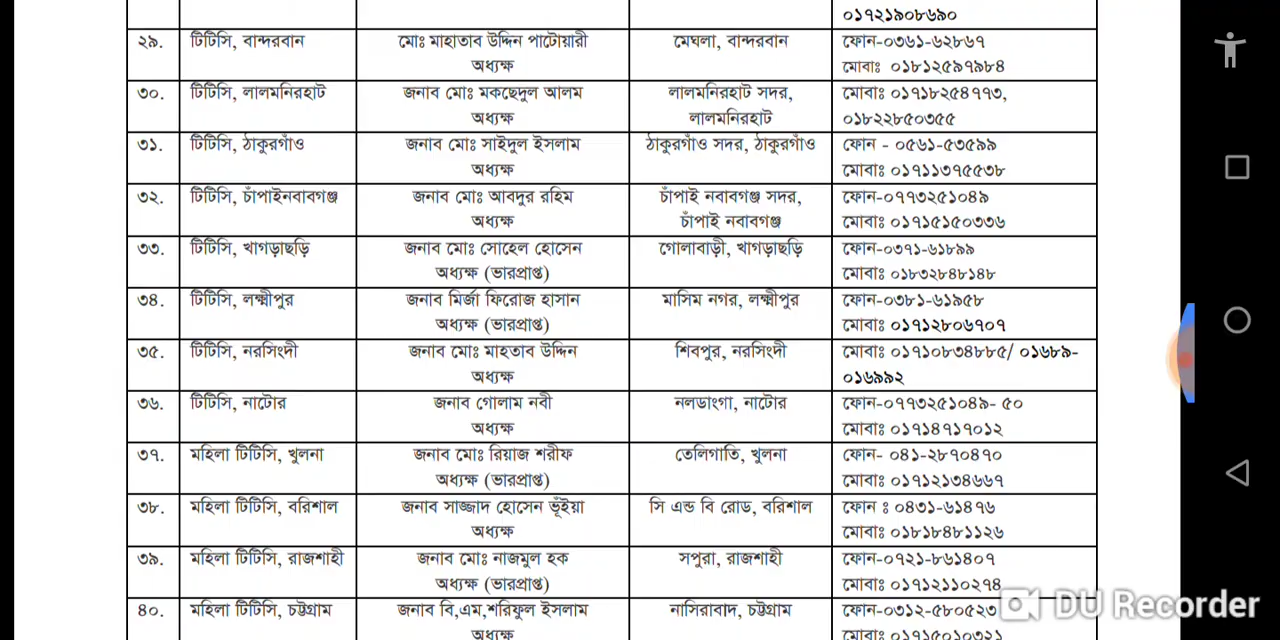 ০১৭২১৯০৮৬৯০
২৯. টিটিসি, বান্দরবান মোঃ মাহাতাব উদ্দিন পাটোয়ারী মেঘলা, বান্দরবান ফোন-০৩৬১-৬২৮৬৭
অধ্যক্ষ মোবাঃ ০১৮১২৫৯৭৯৮৪
৩০. টিটিসি, লালমনিরহাট জনাব মোঃ মকছেদুল আলম লালমনিরহাট সদর, মোবাঃ ০১৭১৮২৫৪৭৭৩,
অধ্যক্ষ লালমনিরহাট ০১৮২২৮৫০৩৫৫
৩১. টিটিসি, ঠাকুরগাঁও জনাব মোঃ সাইদুল ইসলাম ঠাকুরগাঁও সদর, ঠাকুরগাঁও ফোন - ০৫৬১-৫৩৫৯৯
অধ্যক্ষ মোবাঃ ০১৭১১৩৭৫৫৩৮
৩২. টিটিসি, চাঁপাইনবাবগঞ্জ জনাব মোঃ আবদুর রহিম চাঁপাই নবাবগঞ্জ সদর, ফোন-০৭৭৩২৫১০৪৯
অধ্যক্ষ চাঁপাই নবাবগঞ্জ মোবাঃ ০১৭১৫১৫০৩৩৬
৩৩. টিটিসি, খাগড়াছড়ি জনাব মোঃ সোহেল হোসেন গোলাবাড়ী, খাগড়াছড়ি ফোন-০৩৭১-৬১৮৯৯
অধ্যক্ষ (ভারপ্রাপ্ত) মোবাঃ ০১৮৩২৮৪৮১৪৮
৩৪. টিটিসি, লক্ষ্মীপুর জনাব মির্জা ফিরোজ হাসান মাসিম নগর, লক্ষ্মীপুর ফোন-০৩৮১-৬১৯৫৮
অধ্যক্ষ (ভারপ্রাপ্ত) মোবাঃ ০১৭১২৮০৬৭০৭
৩৫. টিটিসি, নরসিংদী জনাব মোঃ মাহতাব উদ্দিন শিবপুর, নরসিংদী মোবাঃ ০১৭১০৮৩৪৮৮৫/ ০১৬৮৯-
অধ্যক্ষ ০১৬৯৯২
৩৬. টিটিসি, নাটোর জনাব গোলাম নবী নলডাংগা, নাটোর ফোন-০৭৭৩২৫১০৪৯- ৫০
অধ্যক্ষ মোবাঃ ০১৭১৪৭১৭০১২
৩৭. মহিলা টিটিসি, খুলনা জনাব মোঃ রিয়াজ শরীফ তেলিগাতি, খুলনা ফোন- ০৪১-২৮৭০৪৭০
অধ্যক্ষ (ভারপ্রাপ্ত) মোবাঃ ০১৭১২১৩৪৬৬৭
৩৮. মহিলা টিটিসি, বরিশাল জনাব সাজ্জাদ হোসেন ভূঁইয়া সি এন্ড বি রোড, বরিশাল ফোন ঃ ০৪৩১-৬১৪৭৬
অধ্যক্ষ মোবাঃ ০১৮১৮৪৮১১২৬
৩৯. মহিলা টিটিসি, রাজশাহী জনাব মোঃ নাজমুল হক সপুরা, রাজশাহী ফোন-০৭২১-৮৬১৪০৭
অধ্যক্ষ (ভারপ্রাপ্ত) মোবাঃ ০১৭১২১১০২৭৪
৪০. মহিলা টিটিসি, চট্টগ্রাম জনাব বি,এম,শরিফুল ইসলাম নাসিরাবাদ, চট্টগ্রাম ফোন-০৩১২-৫৮০৫২৩
অধ্যক্ষ মোবাঃ ০১৭১৫০১০৩২১
DU Recorder